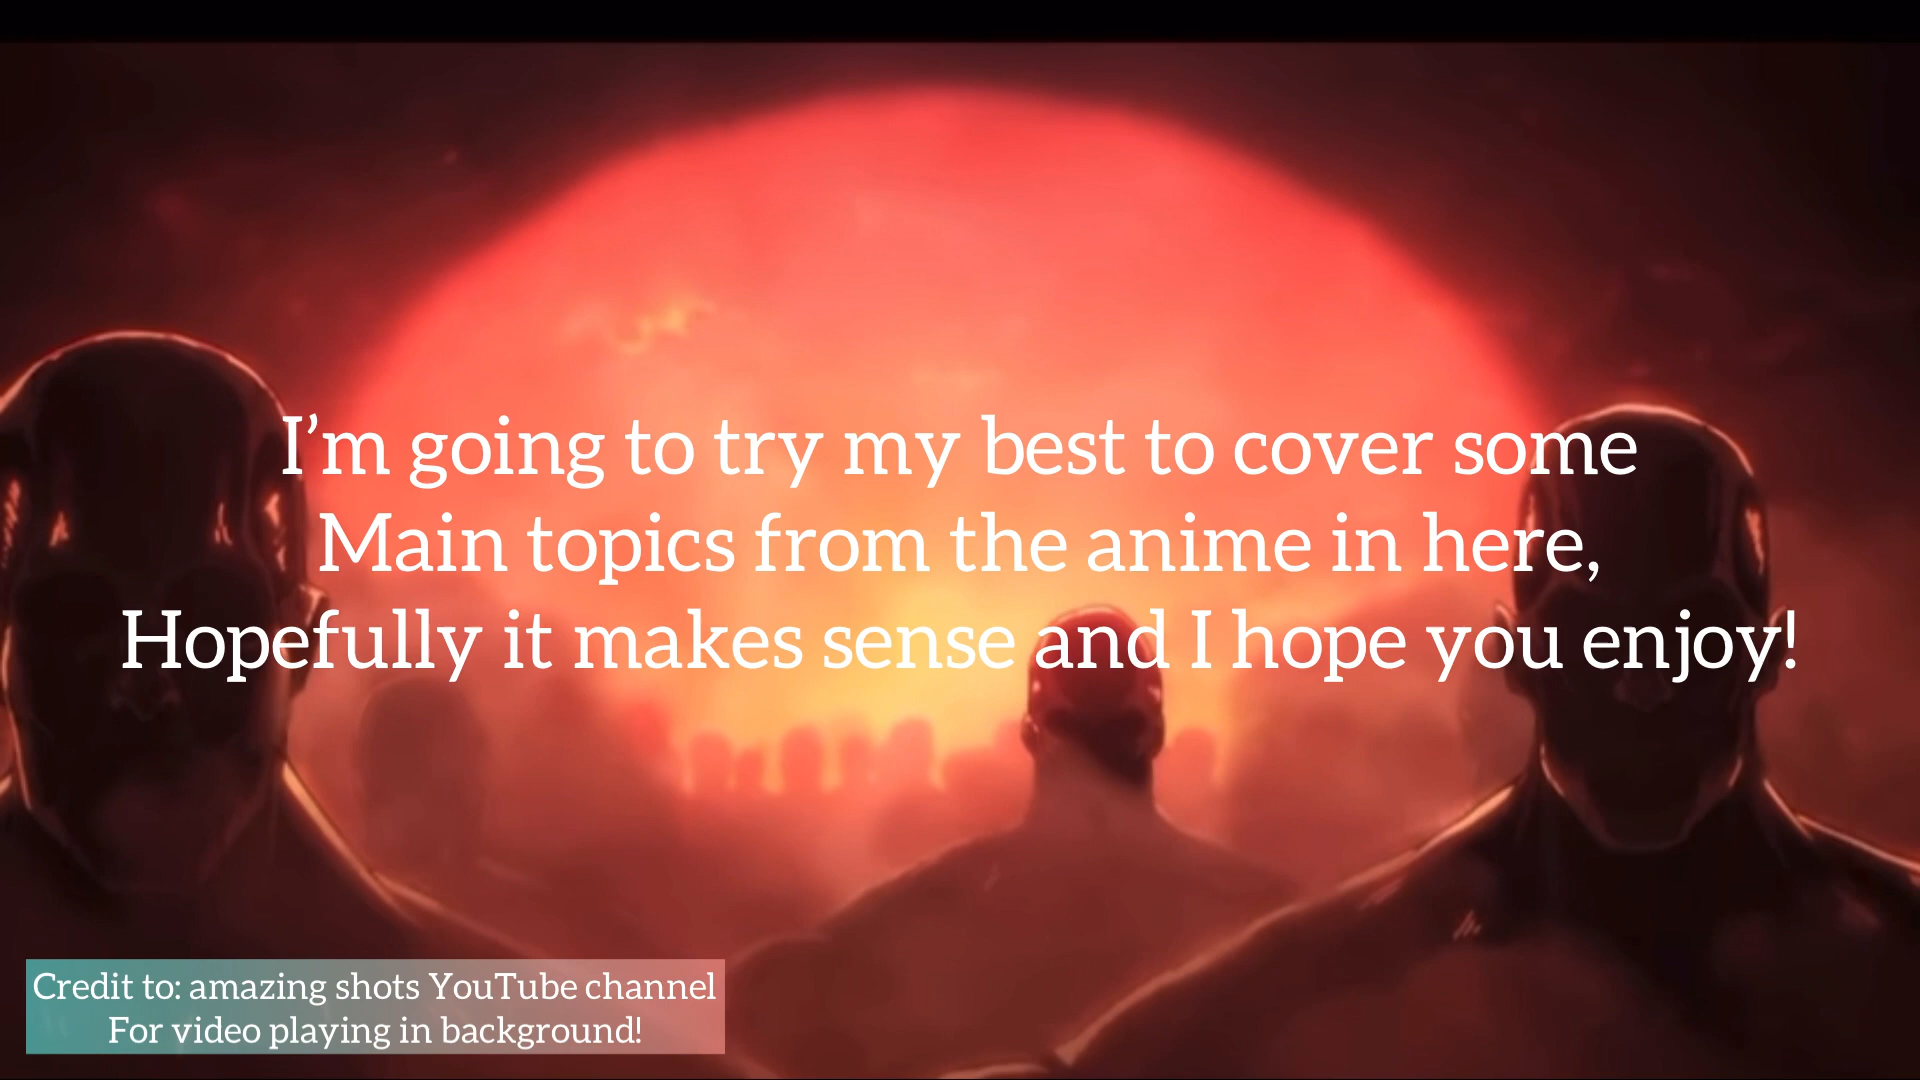 I’m going to try my best to cover some
Main topics from the anime in here,
Hopefully it makes sense and I hope you enjoy!
Credit to: amazing shots YouTube channel
For video playing in background!